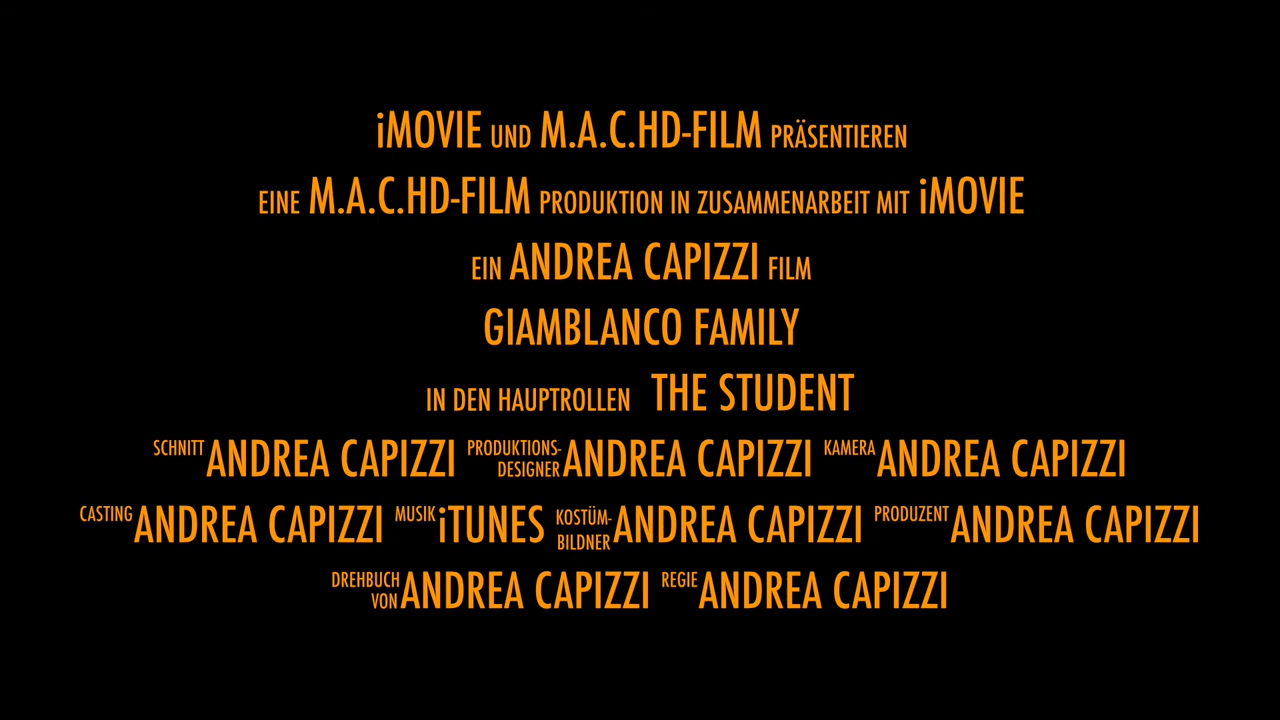 iMOVIE UND M.A.C.HD-FILM PRÄSENTIEREN
EINE M.A.C.HD-FILM PRODUKTION IN ZUSAMMENARBEIT MIT iMOVIE
EIN ANDREA CAPIZZI FILM
GIAMBLANCO FAMILY
IN DEN HAUPTROLLEN THE STUDENT
SCHNITT ANDREA CAPIZZI PRODUKTIONS-DESIGNER ANDREA CAPIZZI KAMERA ANDREA CAPIZZI
CASTING ANDREA CAPIZZI MUSIK iTUNES KOSTÜM-BILDNER ANDREA CAPIZZI PRODUZENT ANDREA CAPIZZI
DREHBUCH VON ANDREA CAPIZZI REGIE ANDREA CAPIZZI